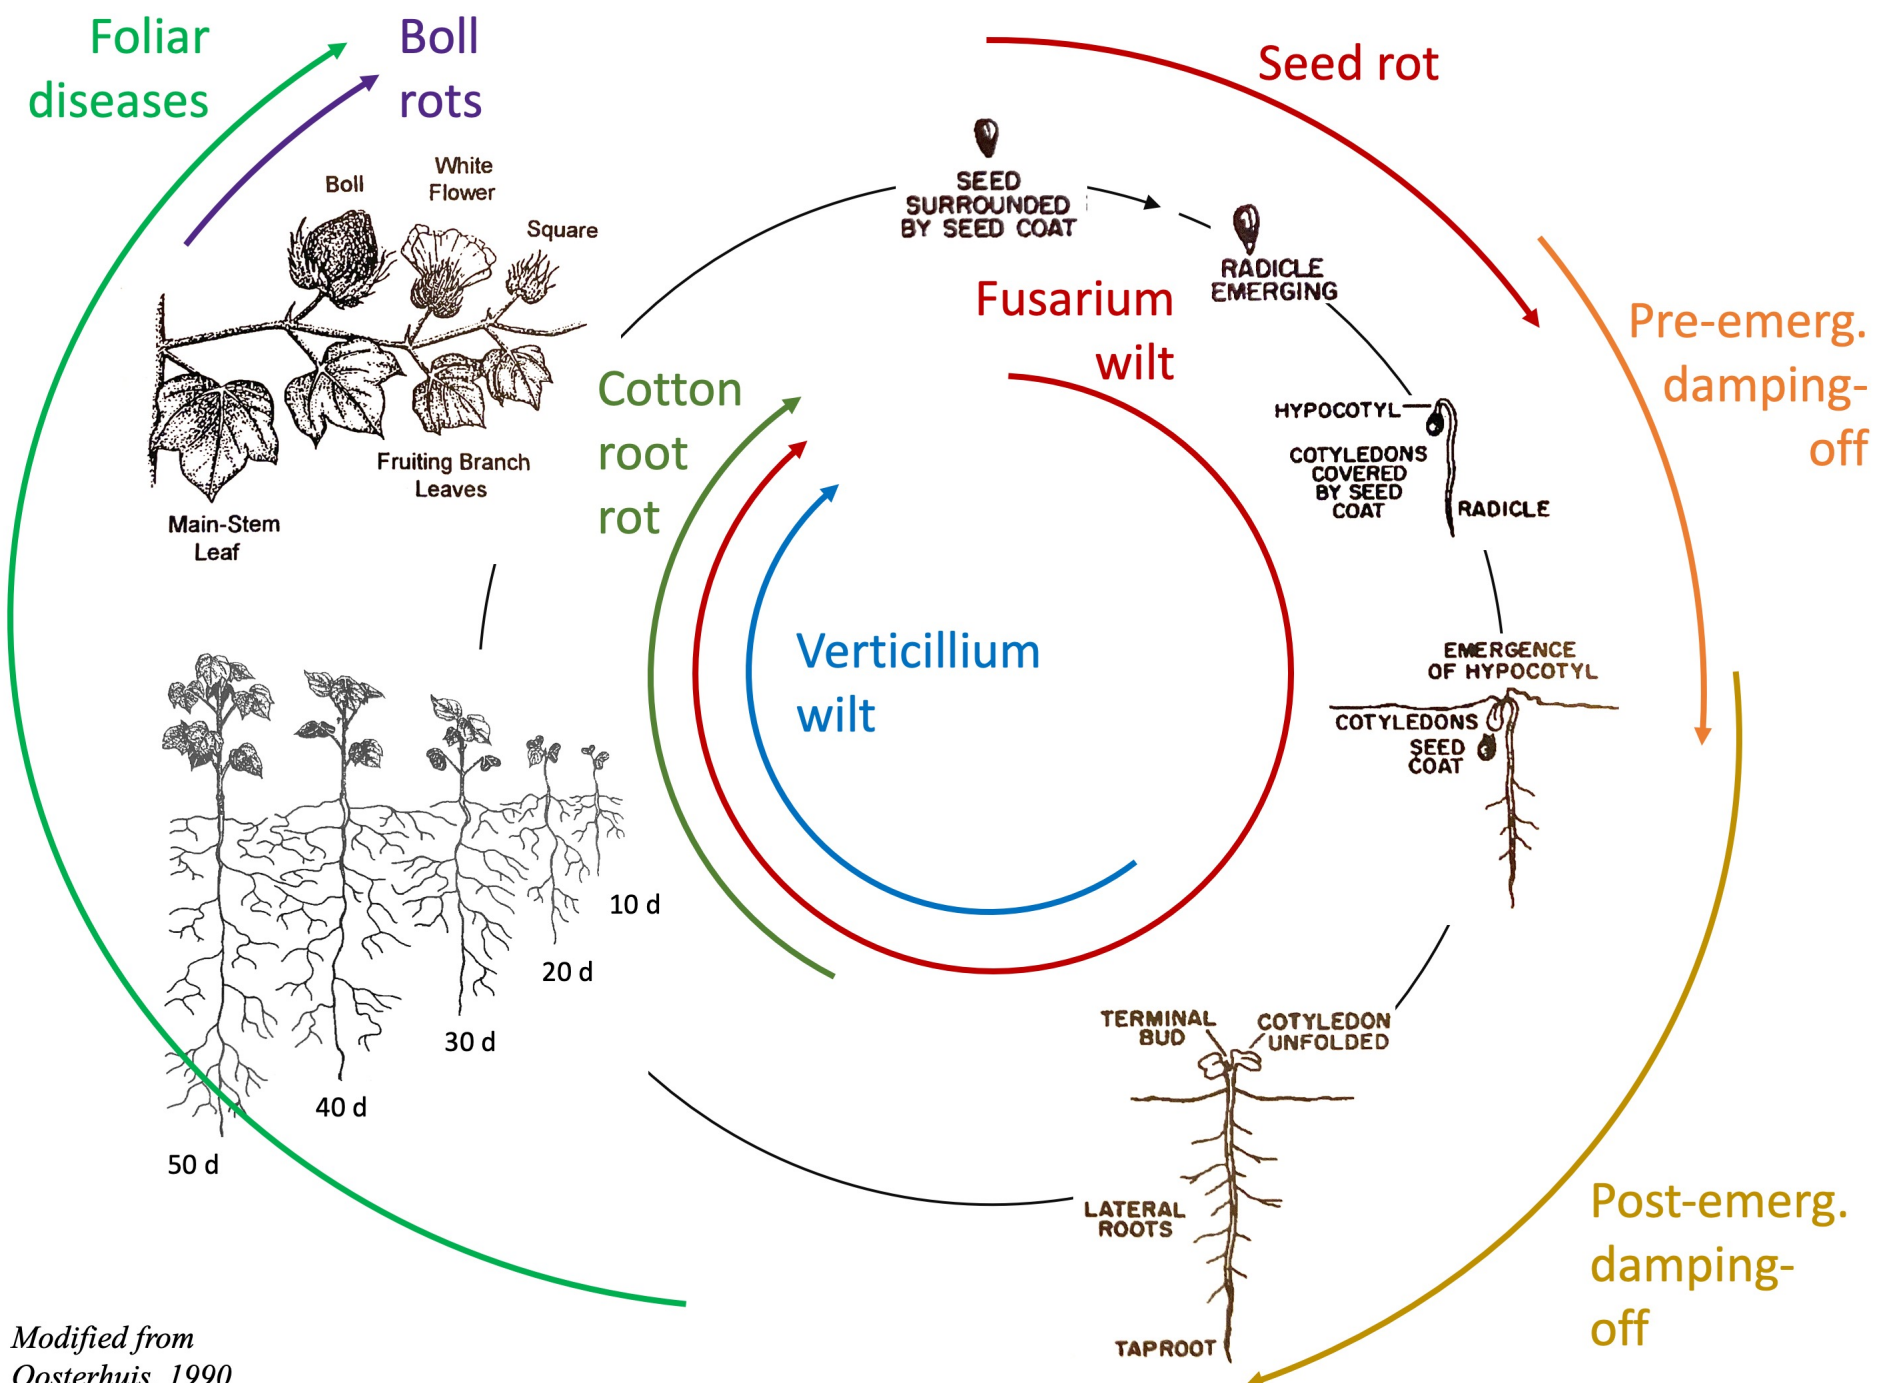 Foliar
diseases
Boll
rots
Seed rot
Boll
White
Flower
Square
SEED
SURROUNDED
BY SEED COAT
RADICLE
EMERGING
Fusarium
wilt
Pre-emerg.
damping-
off
Cotton
root
rot
HYPOCOTYL
COTYLEDONS
COVERED
BY SEED
COAT
RADICLE
Fruiting Branch
Leaves
Main-Stem
Leaf
Verticillium
wilt
EMERGENCE
OF HYPOCOTYL
COTYLEDONS
SEED
COAT
10 d
20 d
30 d
40 d
50 d
TERMINAL
BUD
COTYLEDON
UNFOLDED
LATERAL
ROOTS
TAPROOT
Post-emerg.
damping-
off
Modified from
Oosterhuis, 1990